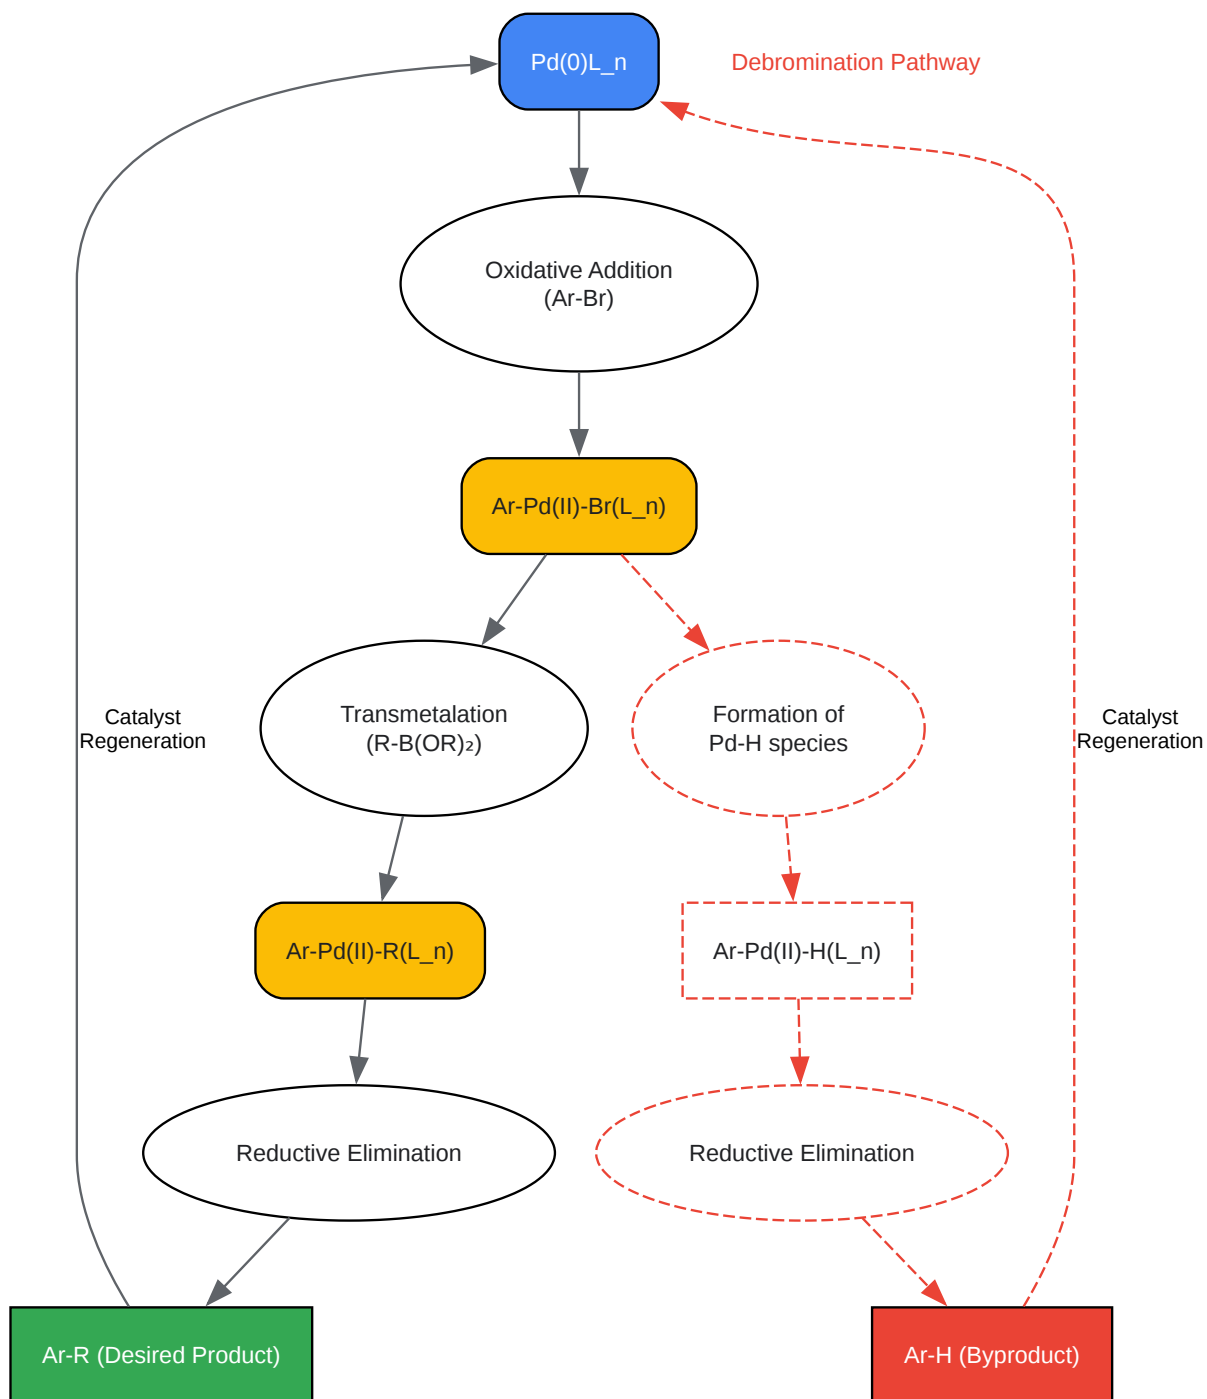 Pd(0)L_n
Debromination Pathway
Oxidative Addition
(Ar-Br)
Ar-Pd(II)-Br(L_n)
Transmetalation
(R-B(OR)₂)
Formation of
Pd-H species
Catalyst
Regeneration
Catalyst
Regeneration
Ar-Pd(II)-R(L_n)
Ar-Pd(II)-H(L_n)
Reductive Elimination
Reductive Elimination
Ar-R (Desired Product)
Ar-H (Byproduct)